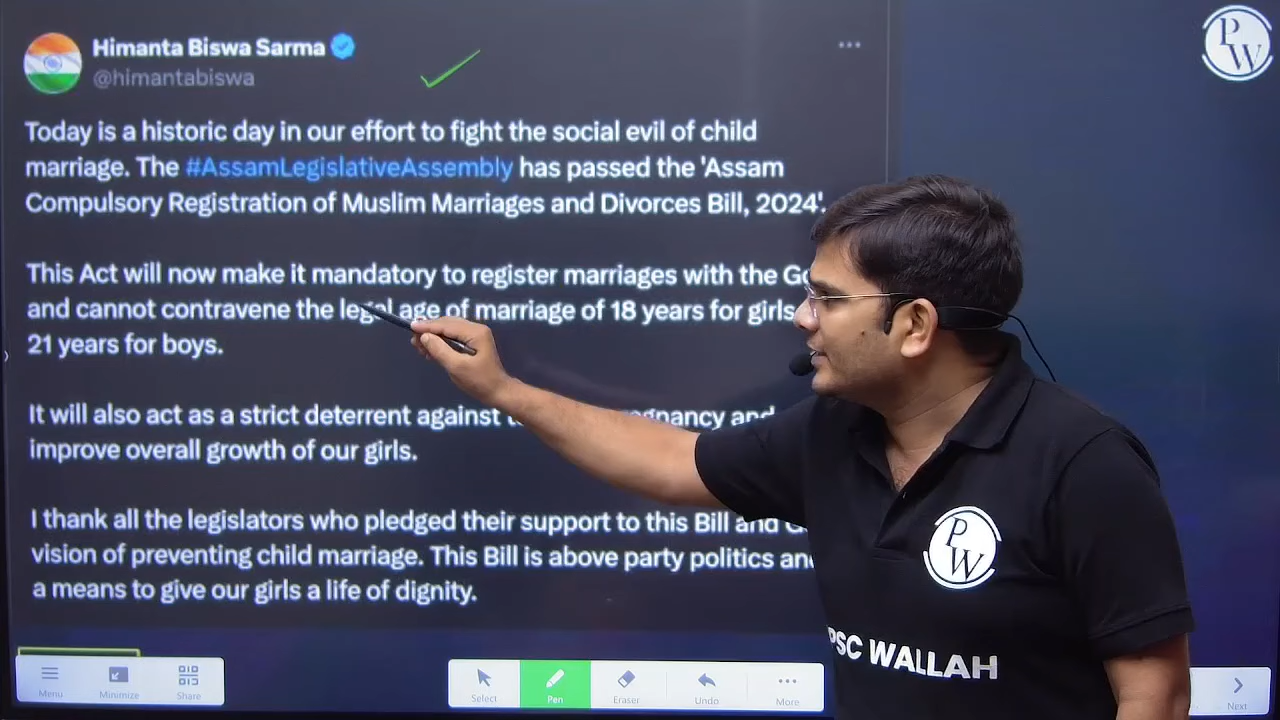 Himanta Biswa Sarma
@himantabiswa
PW
Today is a historic day in our effort to fight the social evil of child
marriage. The #AssamLegislativeAssembly has passed the 'Assam
Compulsory Registration of Muslim Marriages and Divorces Bill, 2024'.
This Act will now make it mandatory to register marriages with the
and cannot contravene the legal age of marriage of 18 years for girls
21 years for boys.
It will also act as a strict deterrent against and
improve overall growth of our girls.
I thank all the legislators who pledged their support to this Bill and
vision of preventing child marriage. This Bill is above party politics
a means to give our girls a life of dignity.
PW
PSC WALLAH
Menu Minimize Share Select Pen Eraser Undo More Next